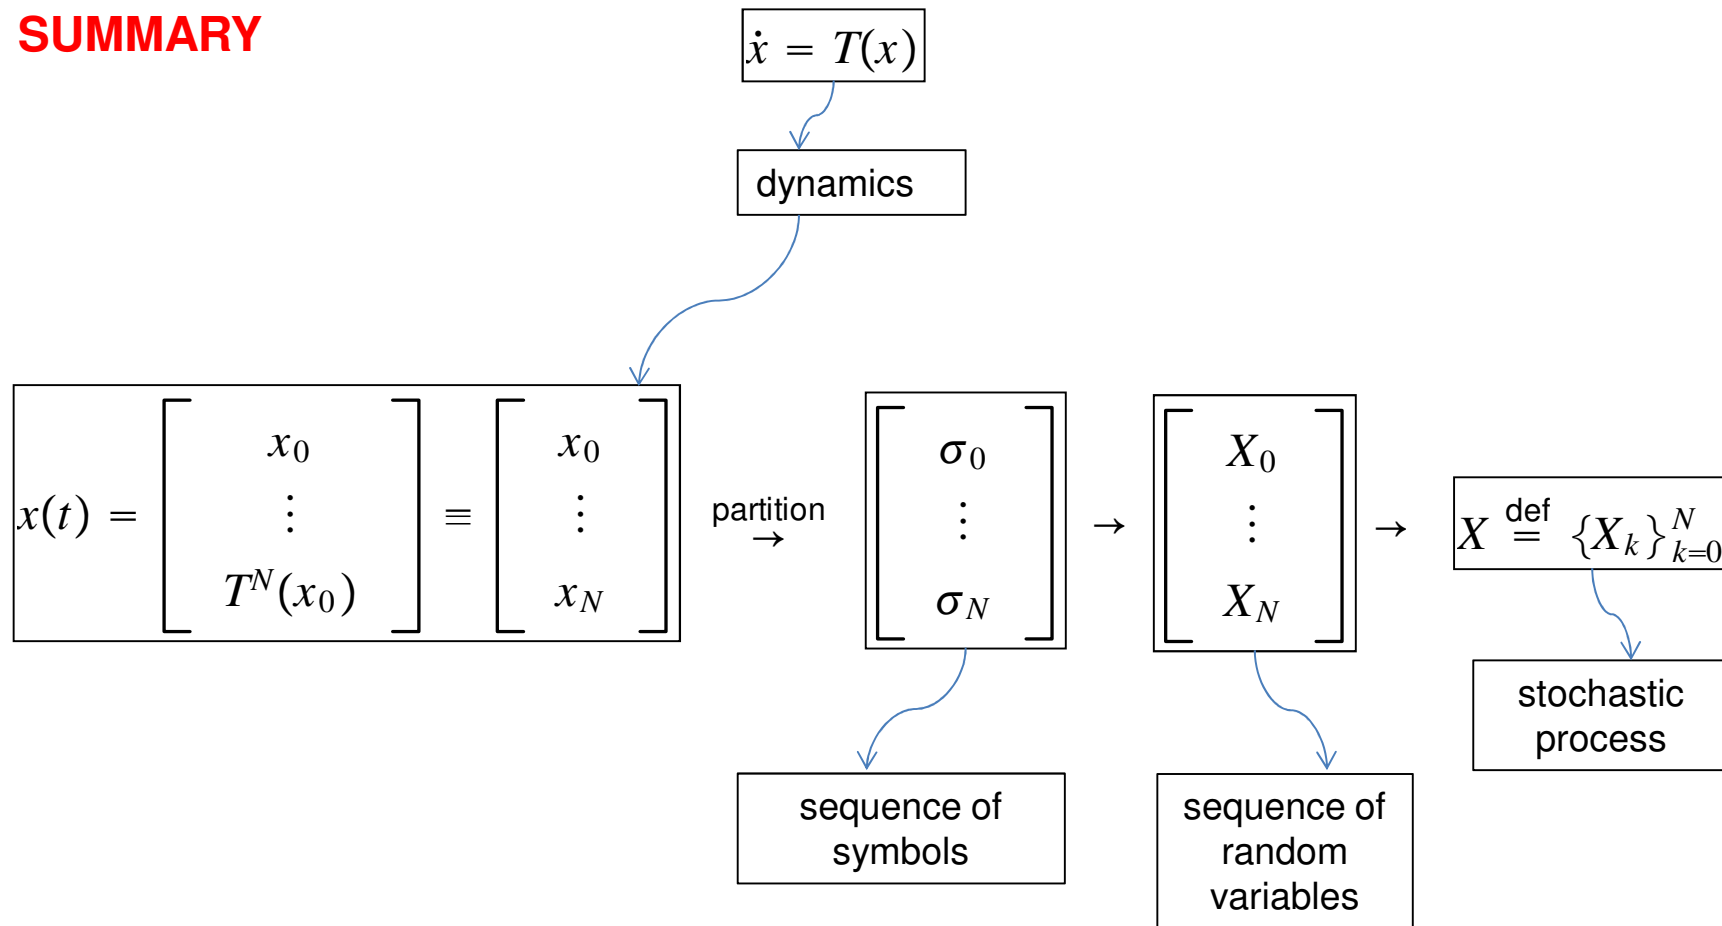 SUMMARY
ẋ = T(x)
dynamics
x(t) = [ x₀ ⋮ Tᴺ(x₀) ] ≡ [ x₀ ⋮ x_N ]
partition
→
[ σ₀ ⋮ σ_N ]
→
[ X₀ ⋮ X_N ]
→
X def= {X_k}_{k=0}^N
sequence of
symbols
sequence of
random
variables
stochastic
process